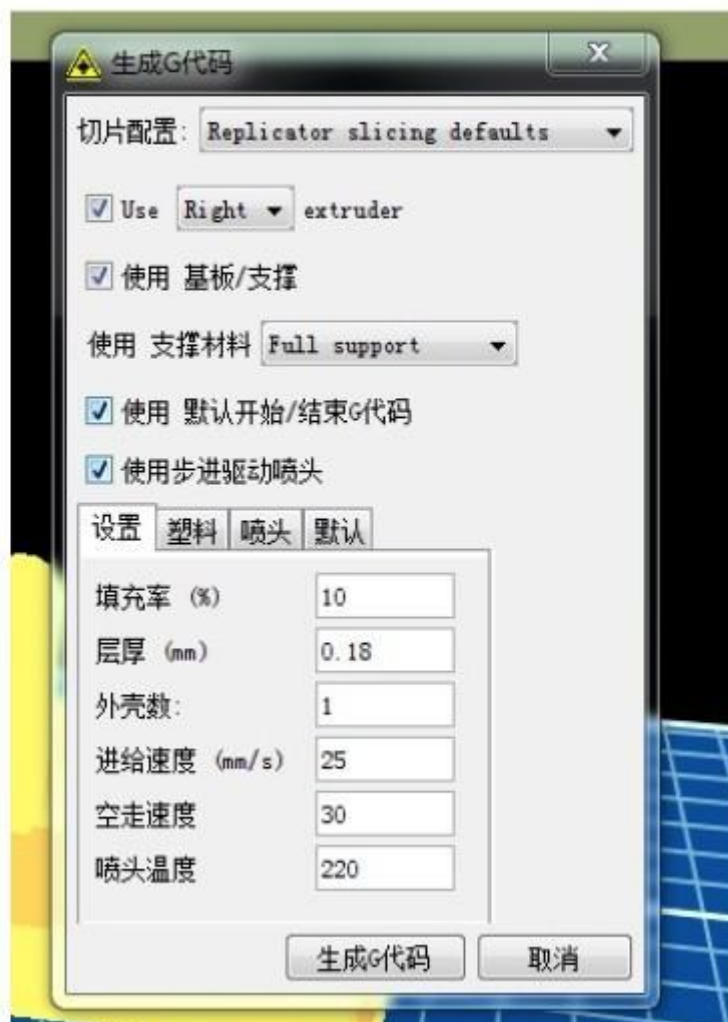 生成G代码
切片配置: Replicator slicing defaults
Use Right extruder
使用 基板/支撑
使用 支撑材料 Full support
使用 默认开始/结束G代码
使用步进驱动喷头
设置 塑料 喷头 默认
填充率 (%) 10
层厚 (mm) 0.18
外壳数: 1
进给速度 (mm/s) 25
空走速度 30
喷头温度 220
生成G代码 取消